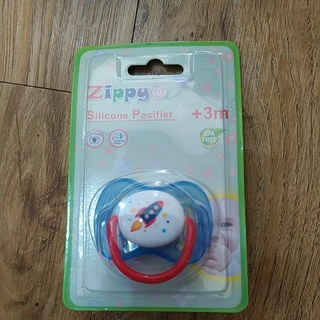 Zippy
Silicone Pacifier +3m
BPA
FREE